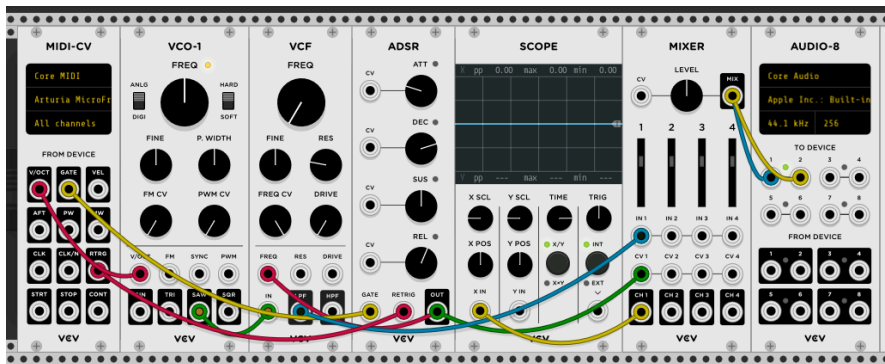 MIDI-CV
Core MIDI
Arturia MicroFr
All channels
FROM DEVICE
V/OCT GATE VEL
AFT PW MW
CLK CLK/N RTRG
STRT STOP CONT
VCV
VCO-1
FREQ
ANLG HARD
DIGI SOFT
FINE P. WIDTH
FM CV PWM CV
V/OCT FM SYNC PWM
SIN TRI SAW SQR
VCV
VCF
FREQ
FINE RES
FREQ CV DRIVE
FREQ RES DRIVE
IN LPF HPF
VCV
ADSR
ATT
CV
DEC
CV
SUS
CV
REL
CV
GATE RETRIG OUT
VCV
SCOPE
X pp 0.00 max 0.00 min 0.00
Y pp --- max --- min ---
X SCL Y SCL TIME TRIG
X POS Y POS X/Y INT
X×Y EXT
X IN Y IN
VCV
MIXER
LEVEL
CV MIX
1 2 3 4
IN 1 IN 2 IN 3 IN 4
CV 1 CV 2 CV 3 CV 4
CH 1 CH 2 CH 3 CH 4
VCV
AUDIO-8
Core Audio
Apple Inc.: Built-in
44.1 kHz 256
TO DEVICE
1 2 3 4
5 6 7 8
FROM DEVICE
1 2 3 4
5 6 7 8
VCV